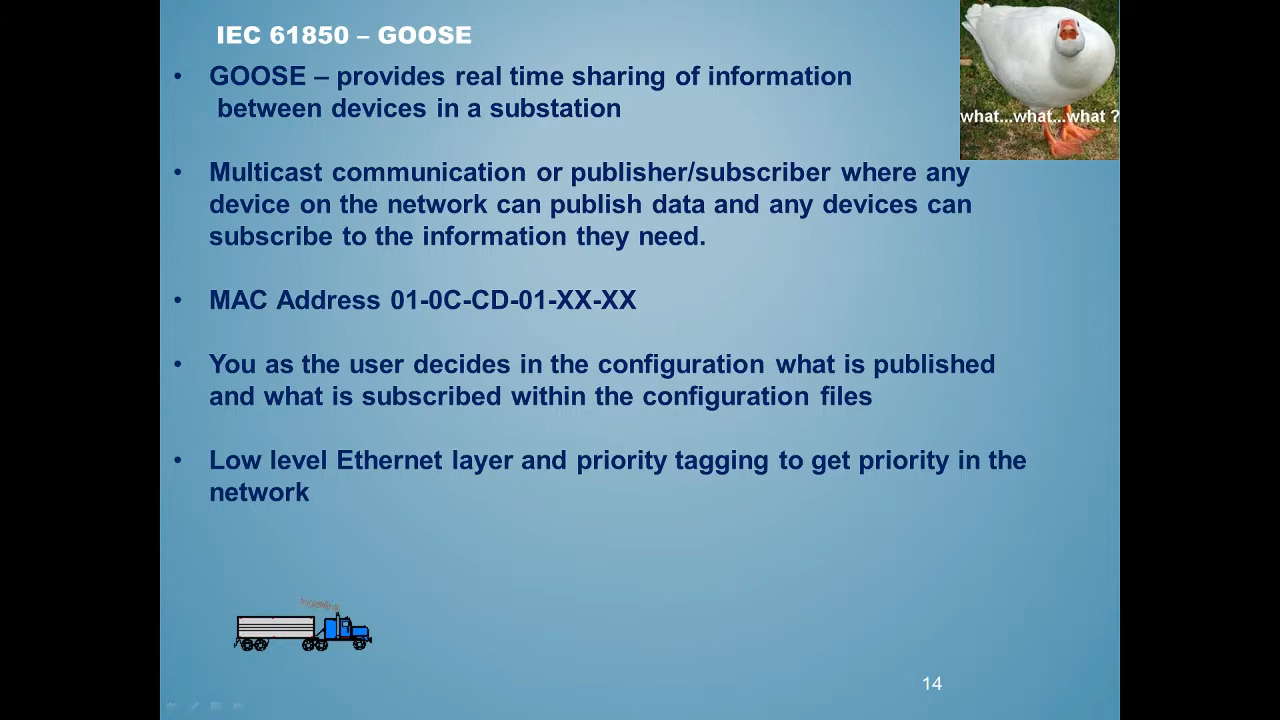 IEC 61850 – GOOSE
• GOOSE – provides real time sharing of information
between devices in a substation
what...what...what ?
• Multicast communication or publisher/subscriber where any
device on the network can publish data and any devices can
subscribe to the information they need.
• MAC Address 01-0C-CD-01-XX-XX
• You as the user decides in the configuration what is published
and what is subscribed within the configuration files
• Low level Ethernet layer and priority tagging to get priority in the
network
14